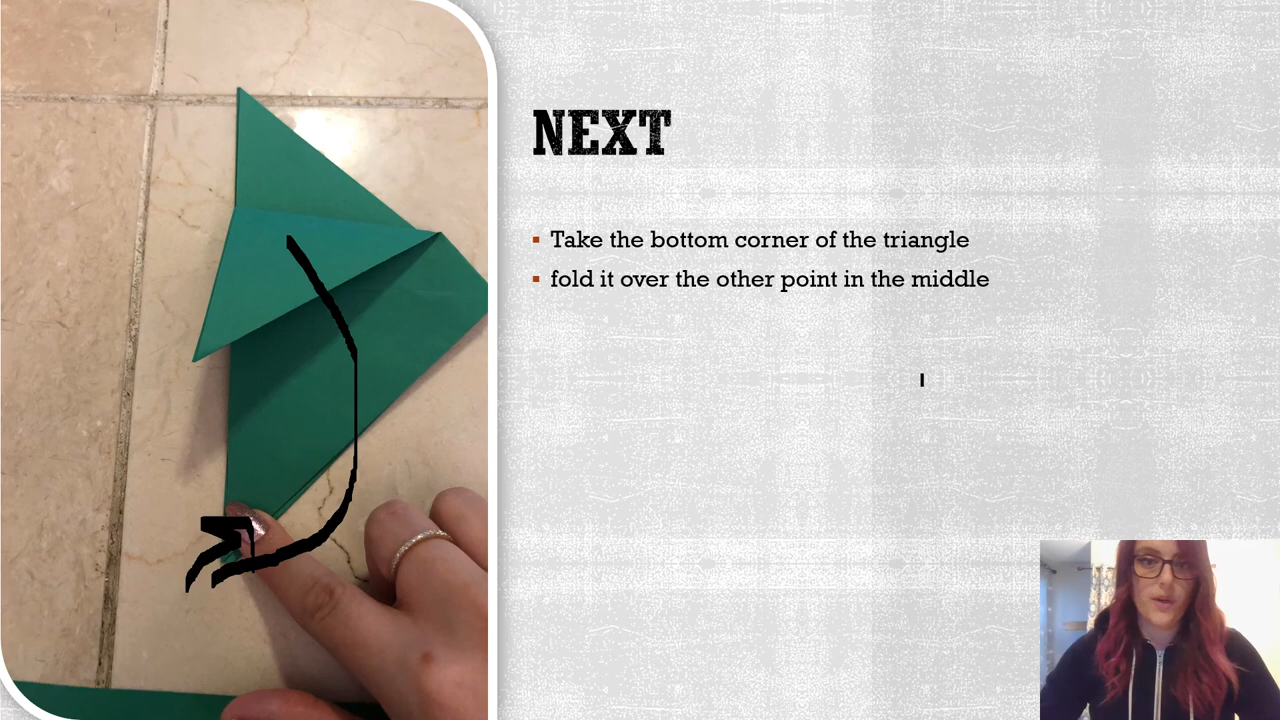 NEXT
Take the bottom corner of the triangle
fold it over the other point in the middle